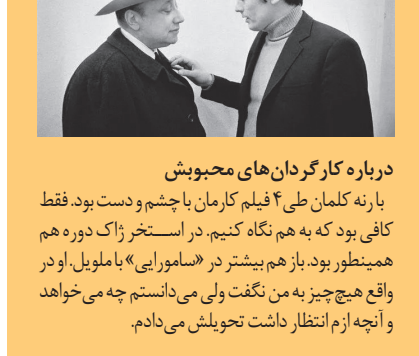 درباره کارگردان‌های محبوبش
با رنه کلمان طی ۴ فیلم کارمان با چشم و دست بود. فقط
کافی بود که به هم نگاه کنیم. در استخر ژاک دوره هم
همینطور بود. باز هم بیشتر در «سامورایی» با ملویل. او در
واقع هیچ‌چیز به من نگفت ولی می‌دانستم چه می‌خواهد
و آنچه ازم انتظار داشت تحویلش می‌دادم.